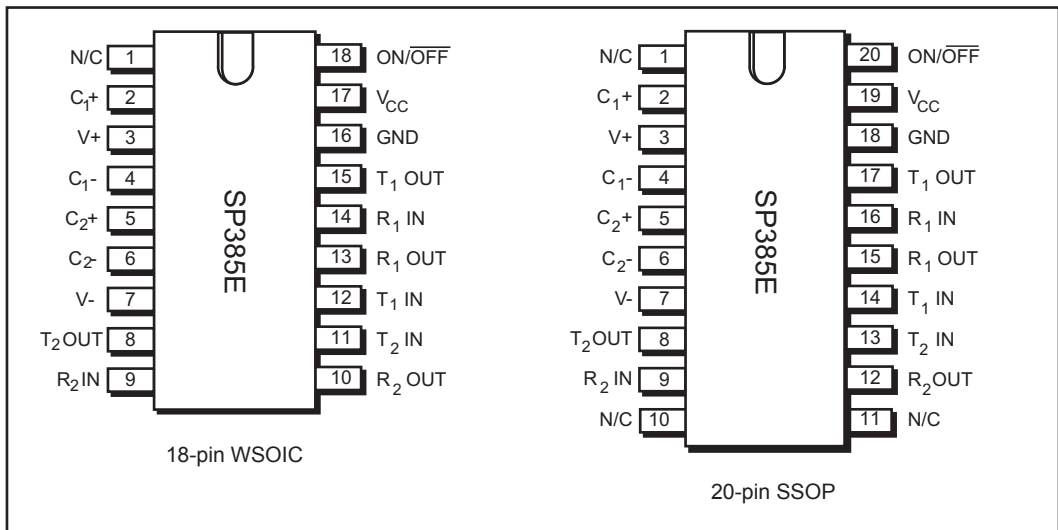 N/C 1
C1+ 2
V+ 3
C1- 4
C2+ 5
C2- 6
V- 7
T2OUT 8
R2IN 9
SP385E
18 ON/OFF
17 VCC
16 GND
15 T1 OUT
14 R1 IN
13 R1 OUT
12 T1 IN
11 T2 IN
10 R2 OUT
18-pin WSOIC
N/C 1
C1+ 2
V+ 3
C1- 4
C2+ 5
C2- 6
V- 7
T2OUT 8
R2 IN 9
N/C 10
SP385E
20 ON/OFF
19 VCC
18 GND
17 T1 OUT
16 R1 IN
15 R1 OUT
14 T1 IN
13 T2 IN
12 R2OUT
11 N/C
20-pin SSOP